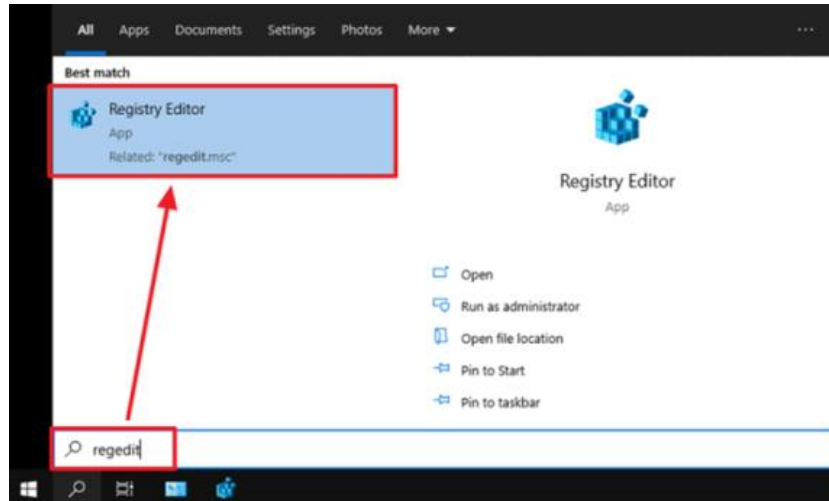 All Apps Documents Settings Photos More
Best match
Registry Editor
App
Related: "regedit.msc"
Registry Editor
App
Open
Run as administrator
Open file location
Pin to Start
Pin to taskbar
regedit